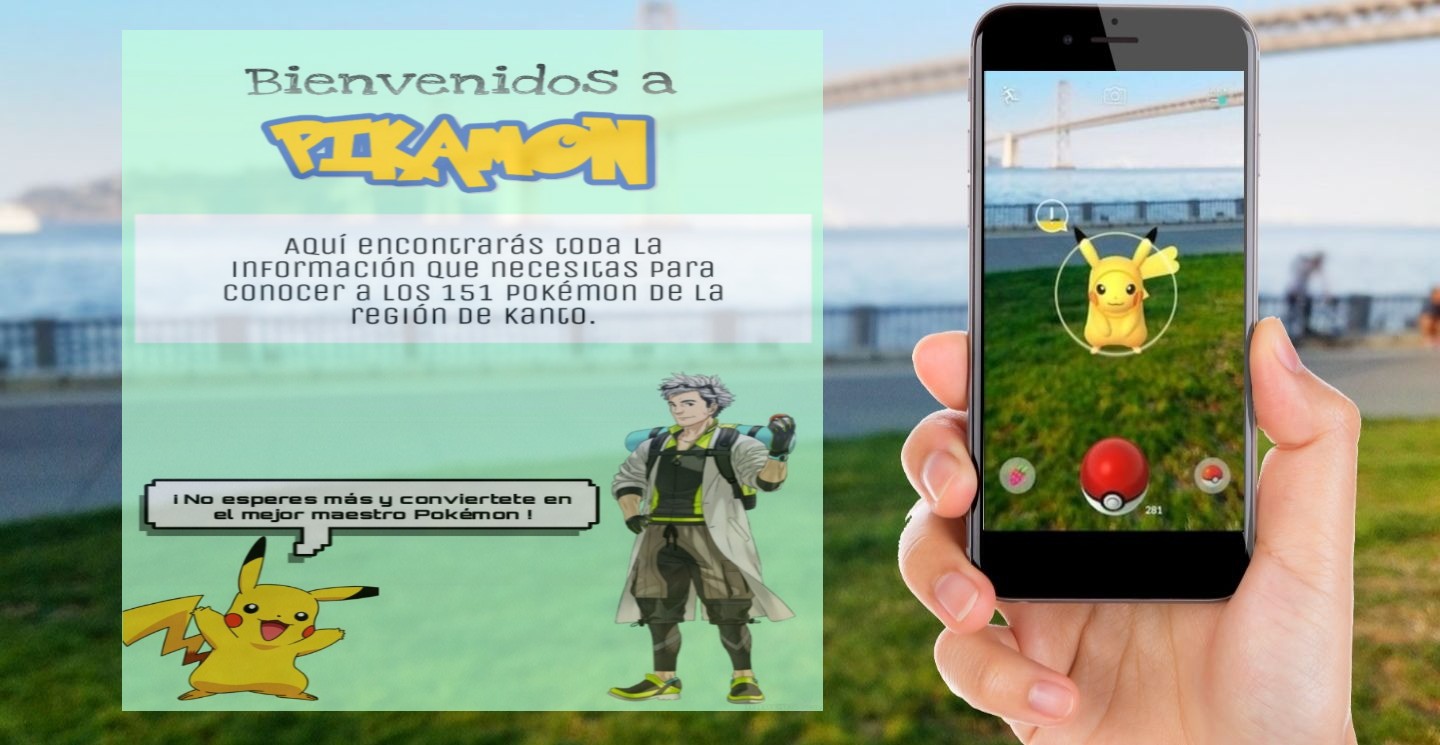 Bienvenidos a
PIKAMON
Aquí encontrarás toda la
información que necesitas para
conocer a los 151 pokémon de la
región de Kanto.
¡No esperes más y conviertete en
el mejor maestro Pokémon !
281